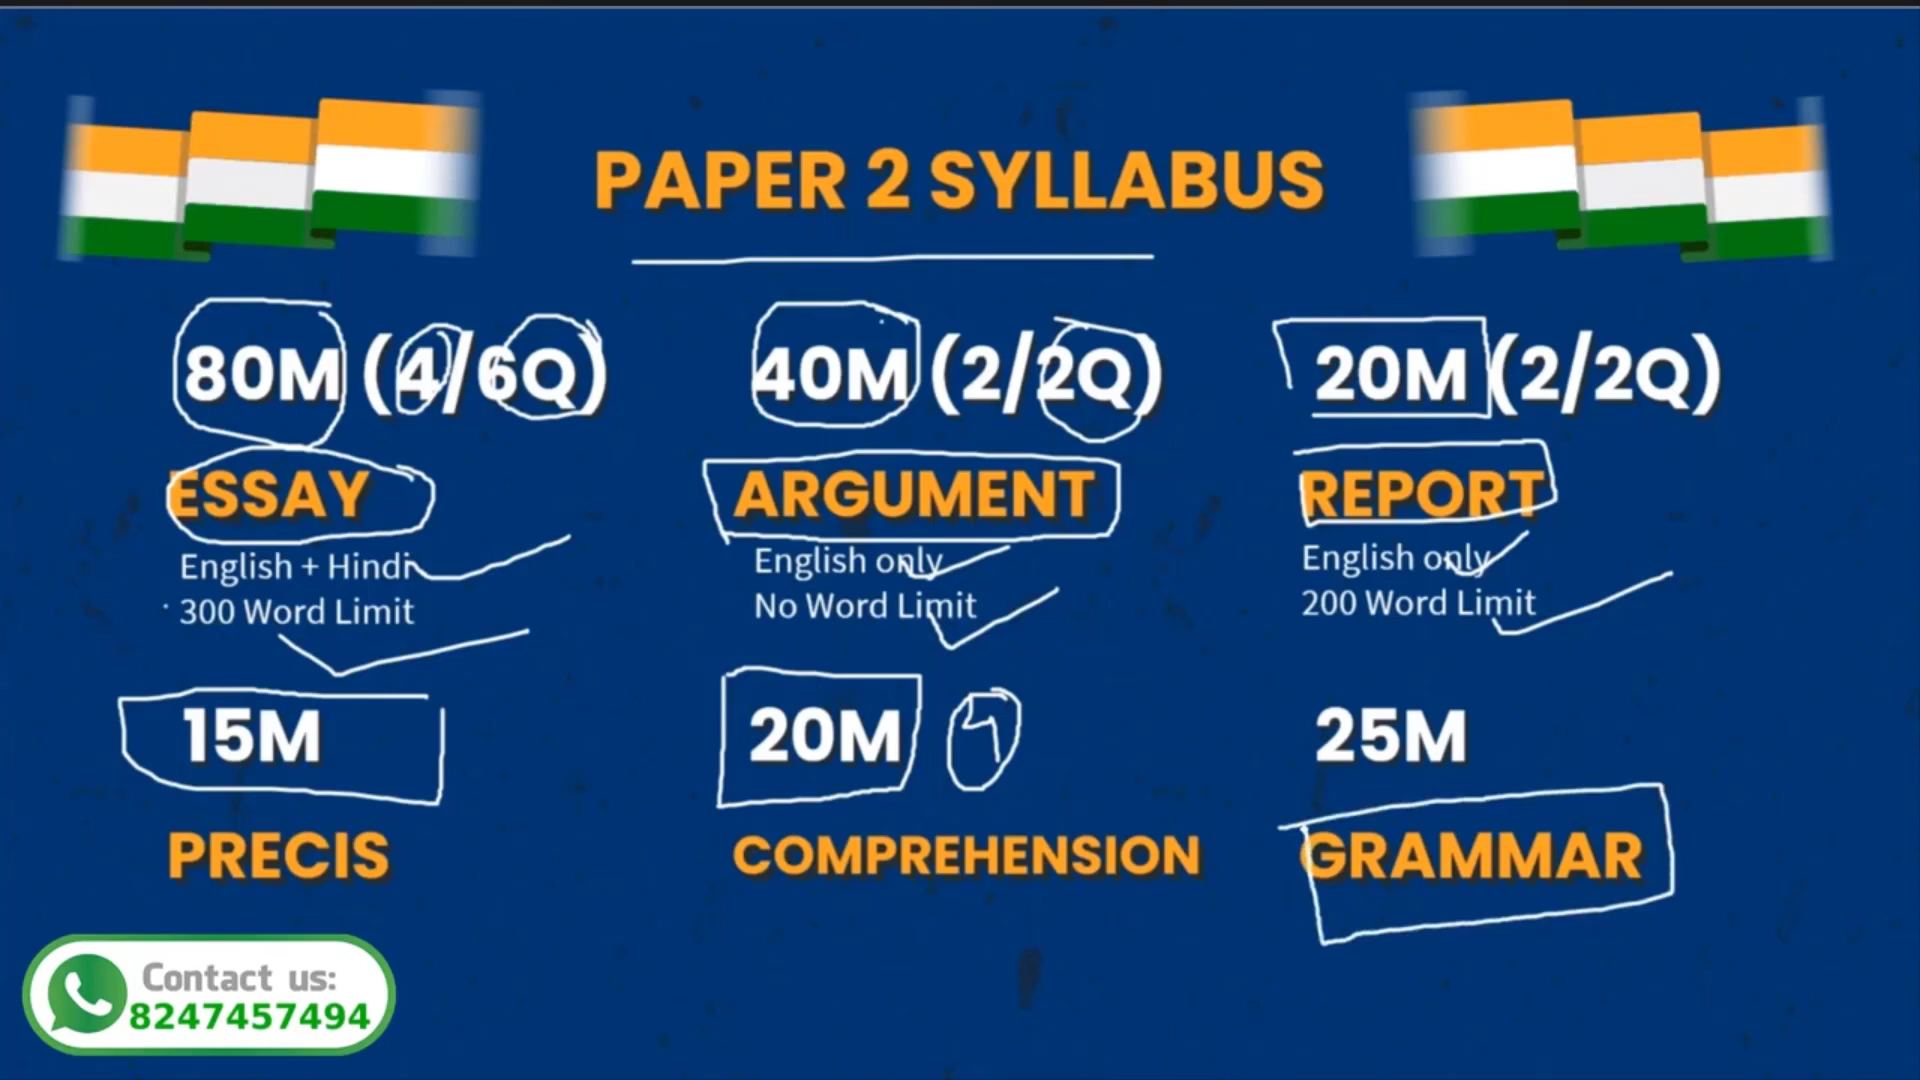 PAPER 2 SYLLABUS
80M (4/6Q)
ESSAY
English + Hindi
300 Word Limit
40M (2/2Q)
ARGUMENT
English only
No Word Limit
20M (2/2Q)
REPORT
English only
200 Word Limit
15M
PRECIS
20M
COMPREHENSION
25M
GRAMMAR
Contact us:
8247457494